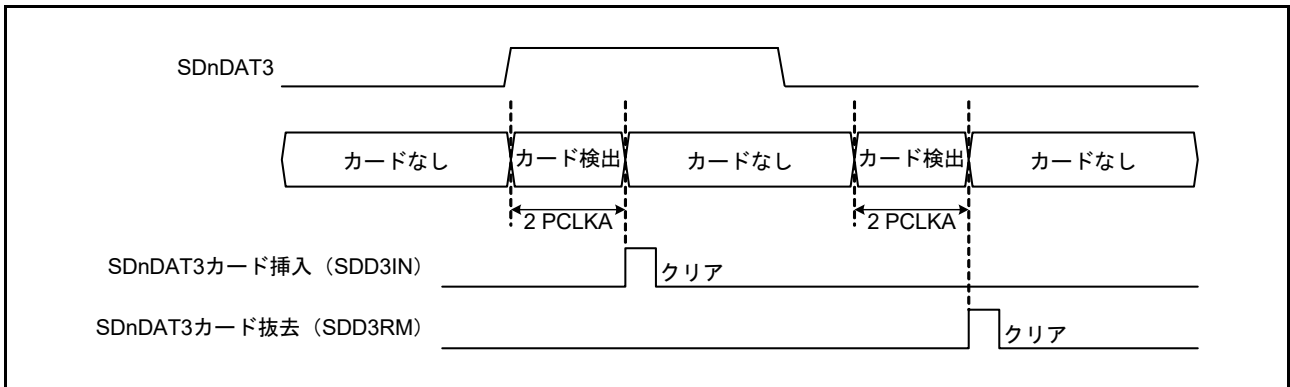 SDnDAT3
カードなし
カード検出
カードなし
カード検出
カードなし
2 PCLKA
2 PCLKA
SDnDAT3カード挿入（SDD3IN）
クリア
SDnDAT3カード抜去（SDD3RM）
クリア